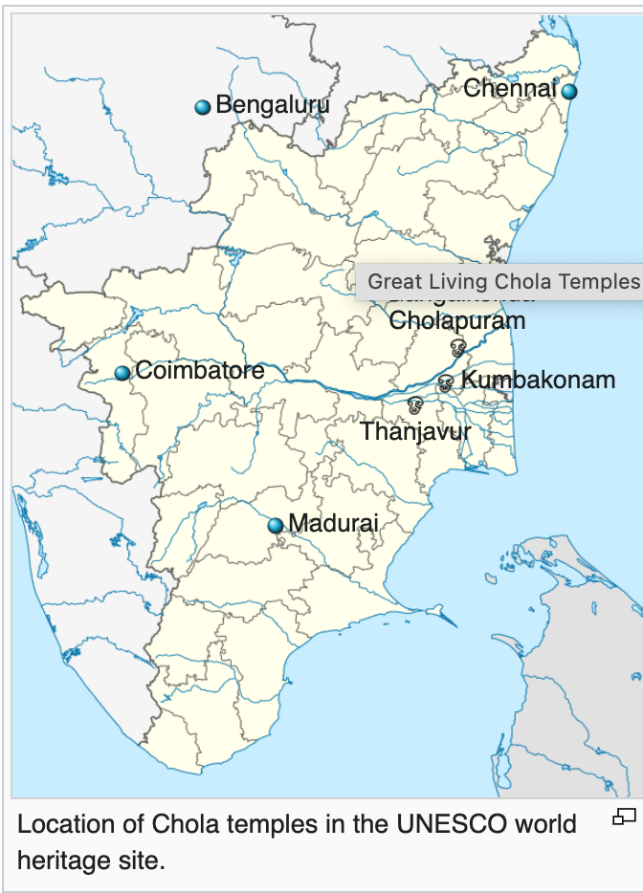 Chennai
Bengaluru
Great Living Chola Temples
Cholapuram
Coimbatore
Kumbakonam
Thanjavur
Madurai
Location of Chola temples in the UNESCO world
heritage site.